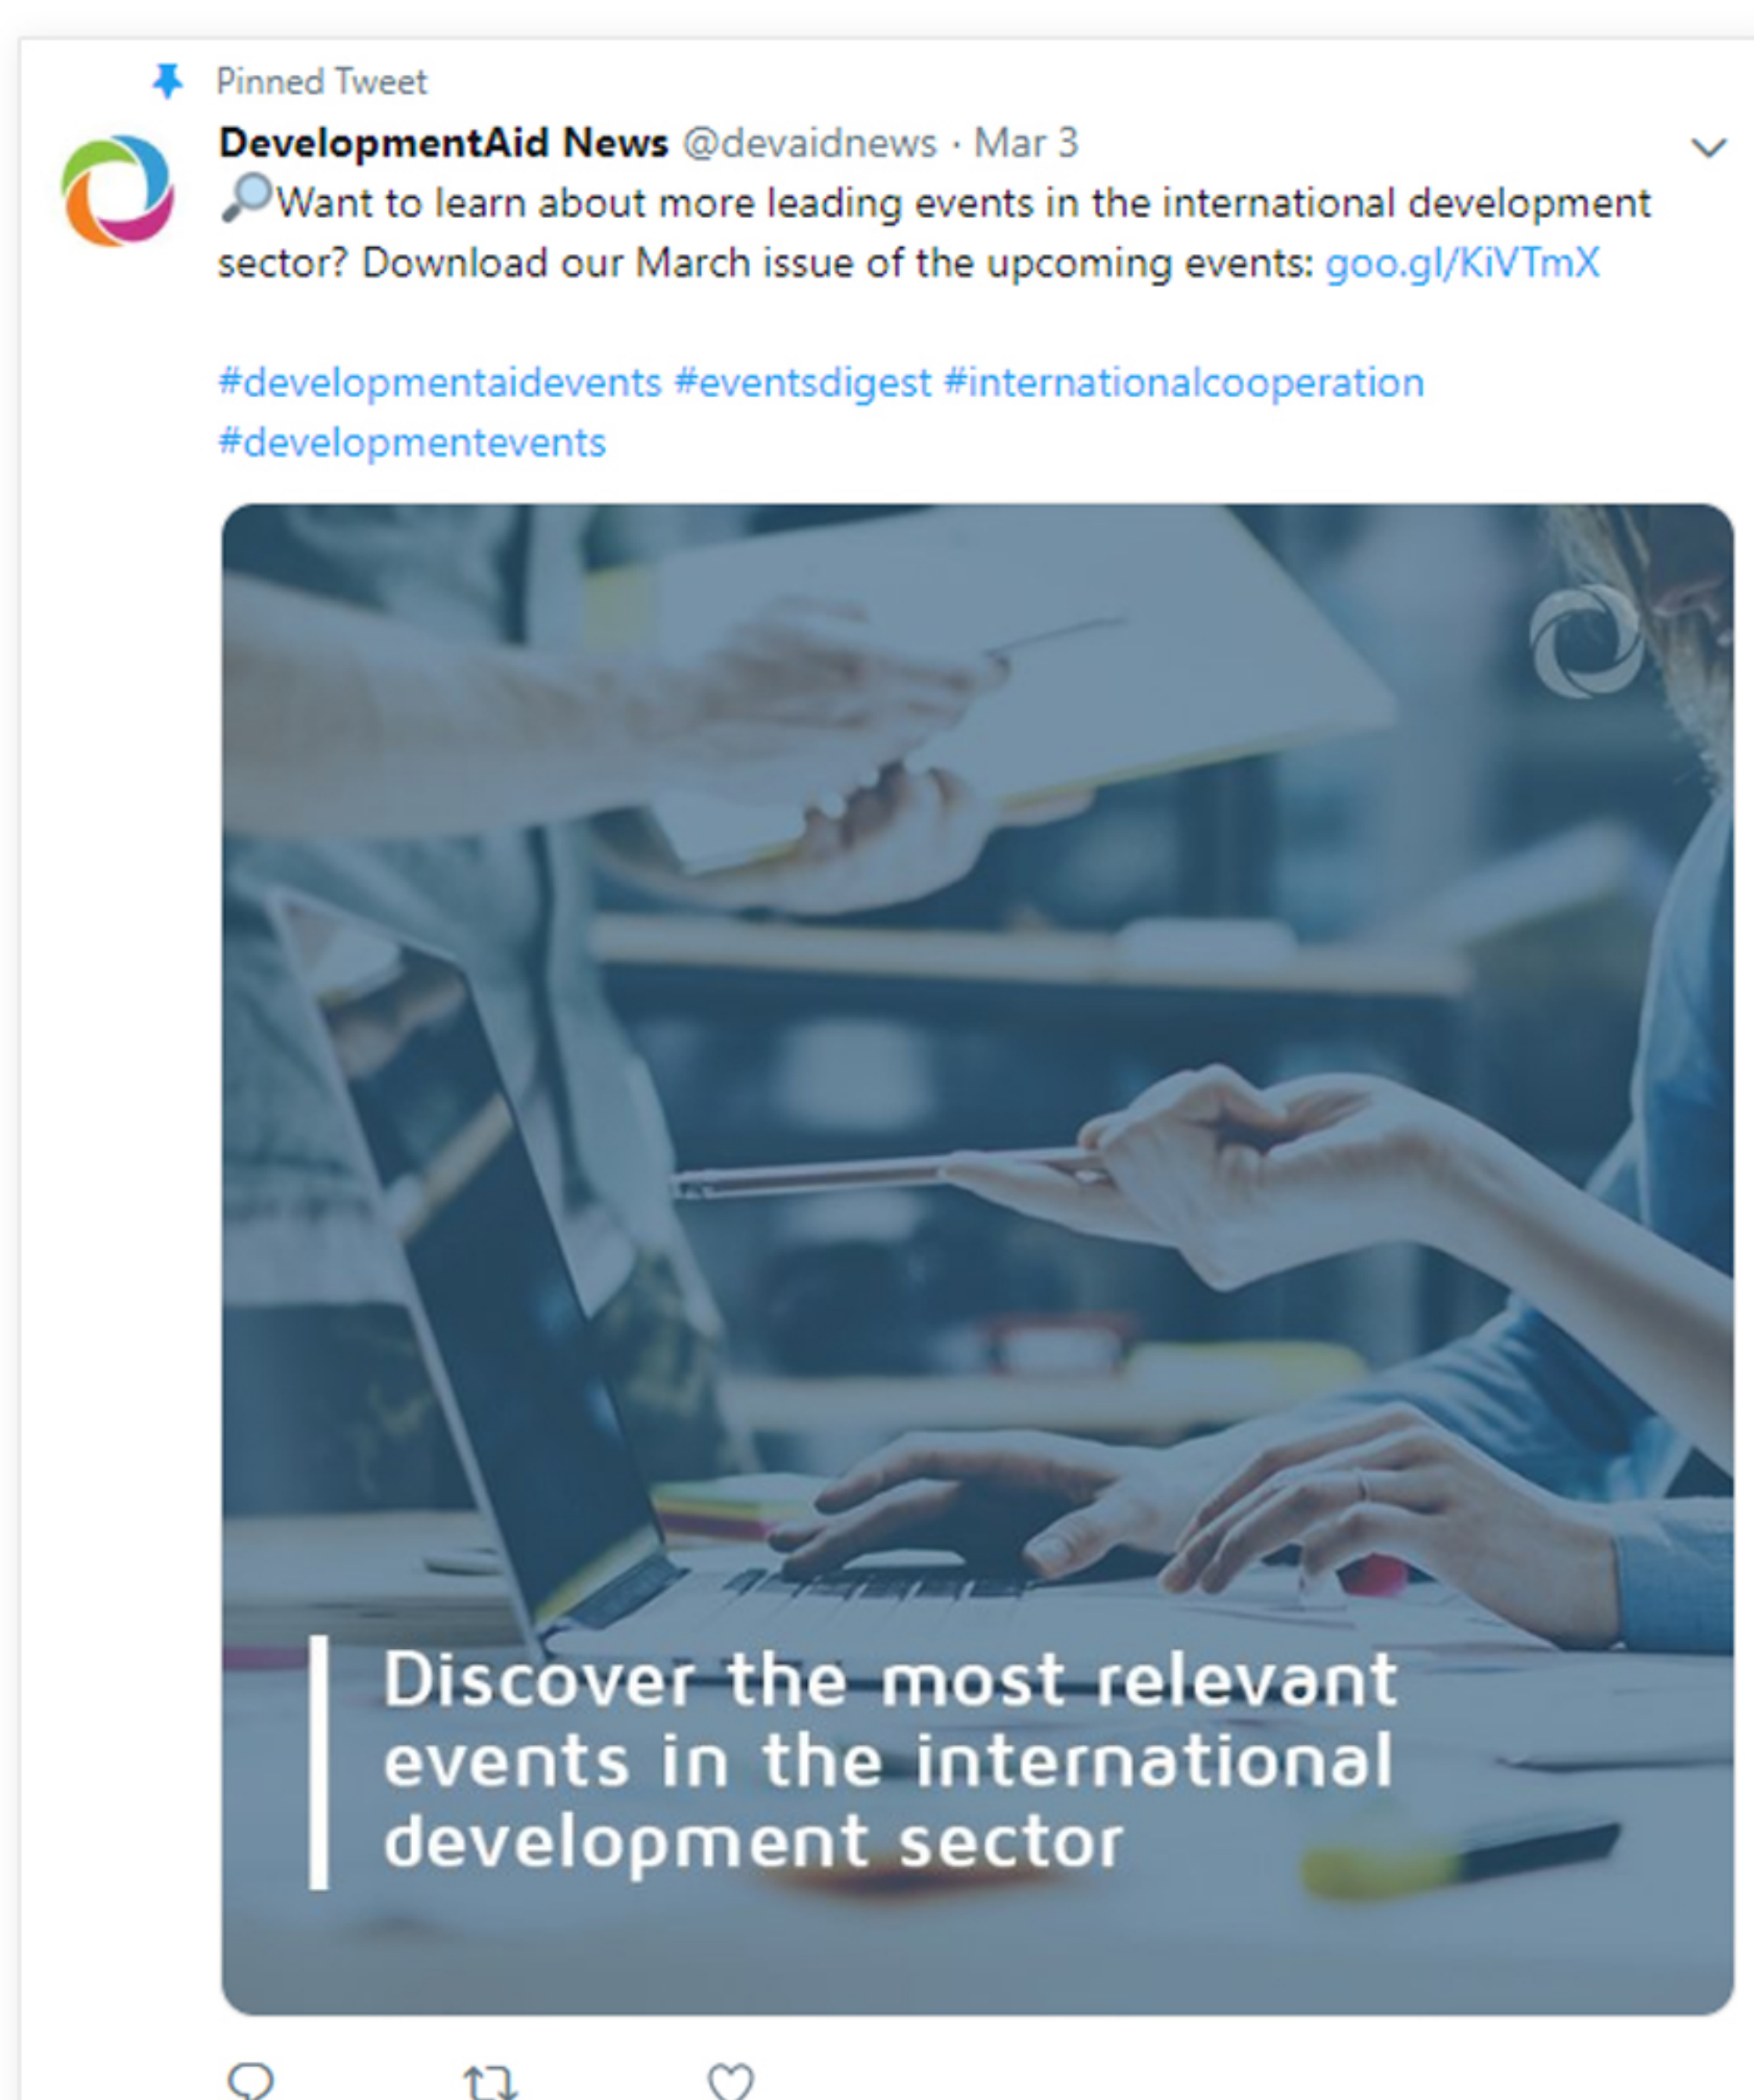 Pinned Tweet
DevelopmentAid News @devaidnews · Mar 3
🔎Want to learn about more leading events in the international development
sector? Download our March issue of the upcoming events: goo.gl/KiVTmX
#developmentaidevents #eventsdigest #internationalcooperation
#developmentevents
Discover the most relevant
events in the international
development sector